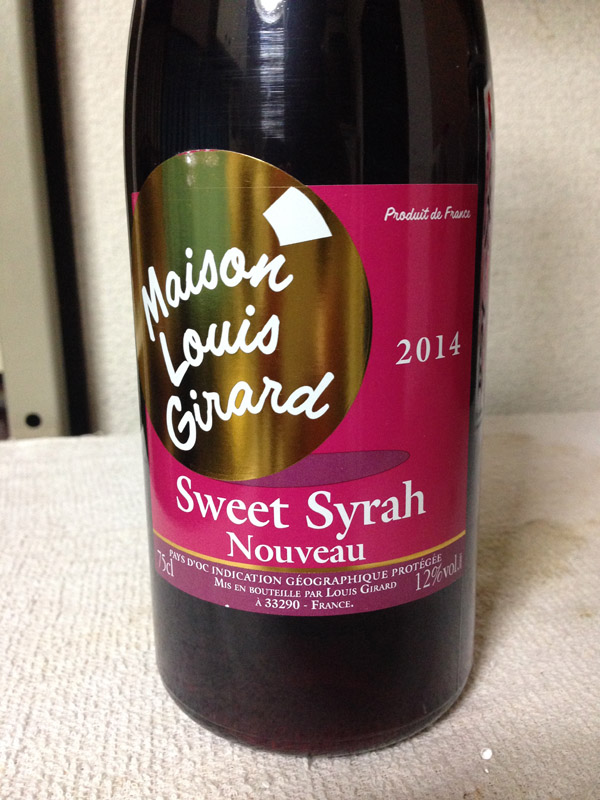 Produit de France
Maison
Louis
Girard
2014
Sweet Syrah
Nouveau
PAYS D'OC INDICATION GÉOGRAPHIQUE PROTÉGÉE
75cl
MIS EN BOUTEILLE PAR LOUIS GIRARD
12%vol.
À 33290 - FRANCE.